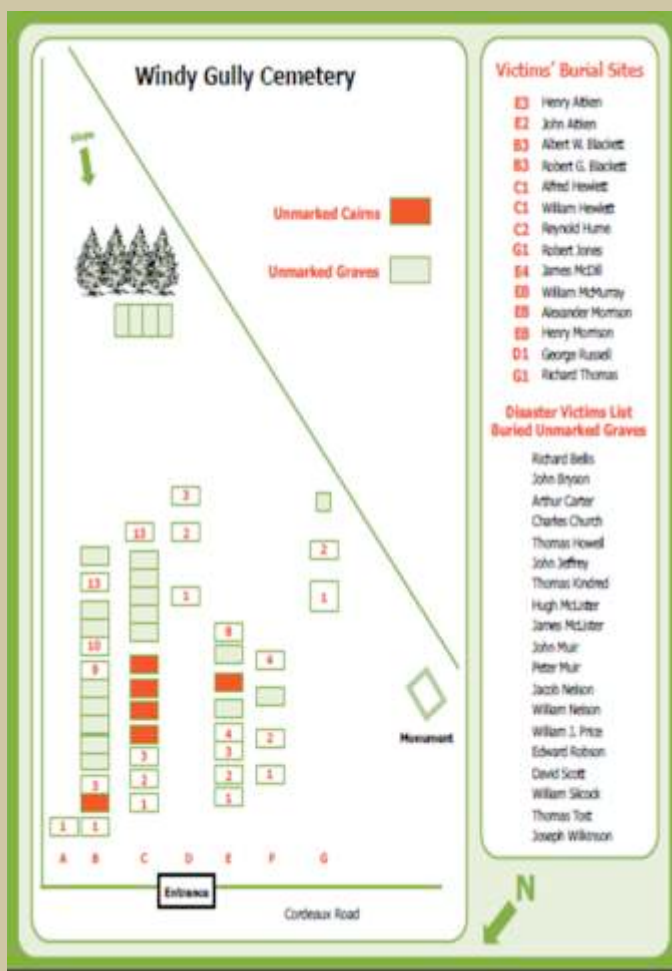 Windy Gully Cemetery
Slope
Unmarked Cairns
Unmarked Graves
3
13
2
2
13
1
1
10
8
9
4
4
2
3
3
3
2
2
1
1
1
1
1
A B C D E F G
Monument
Entrance
Cordeaux Road
N
Victims' Burial Sites
E3 Henry Aitken
E2 John Aitken
B3 Albert W. Blackett
B3 Robert G. Blackett
C1 Alfred Hewlett
C1 William Hewlett
C2 Reynold Hume
G1 Robert Jones
E4 James McDill
E8 William McMurray
E8 Alexander Morrison
E8 Henry Morrison
D1 George Russell
G1 Richard Thomas
Disaster Victims List
Buried Unmarked Graves
Richard Bellis
John Bryson
Arthur Carter
Charles Church
Thomas Howell
John Jeffrey
Thomas Kindred
Hugh McLister
James McLister
John Muir
Peter Muir
Jacob Nelson
William Nelson
William J. Price
Edward Robson
David Scott
William Silcock
Thomas Tost
Joseph Wilkinson